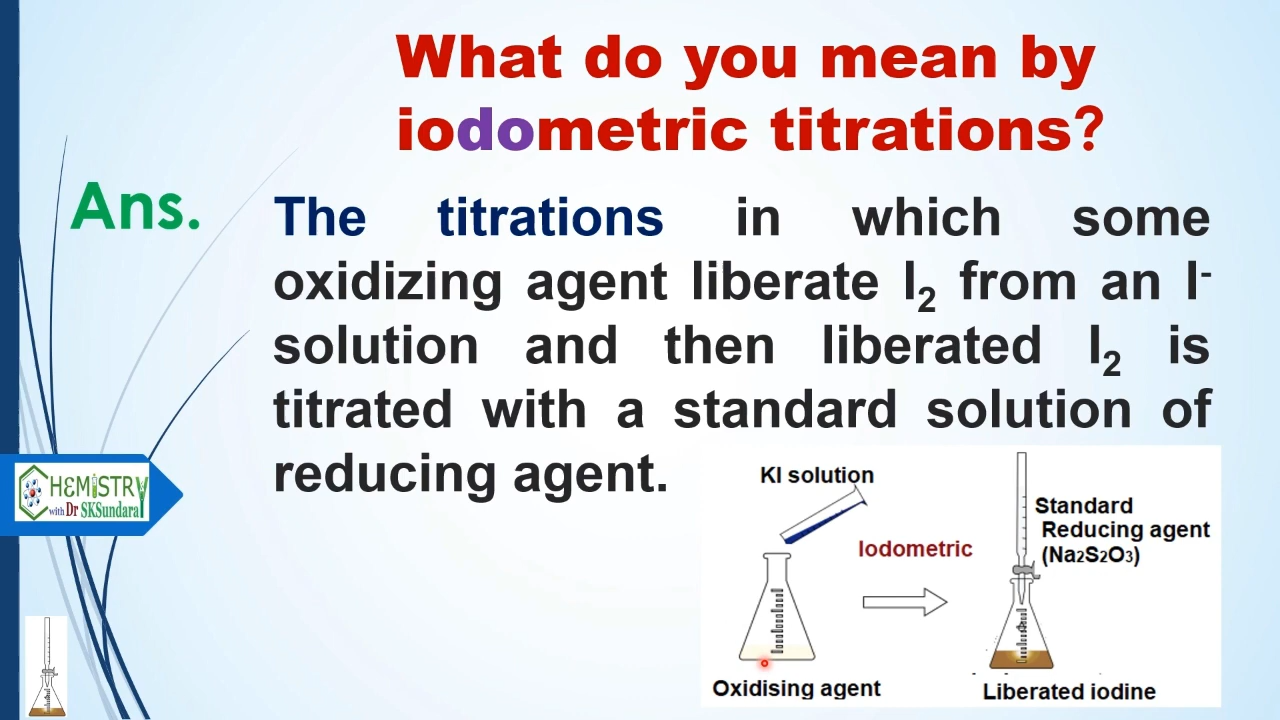 What do you mean by
iodometric titrations?
Ans.
The titrations in which some
oxidizing agent liberate I₂ from an I⁻
solution and then liberated I₂ is
titrated with a standard solution of
reducing agent.
KI solution
Iodometric
Standard
Reducing agent
(Na₂S₂O₃)
Oxidising agent
Liberated iodine
CHEMISTRY
with Dr SKSundaray